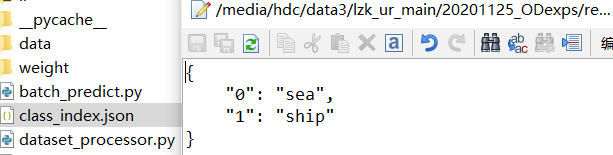 __pycache__
data
weight
batch_predict.py
class_index.json
dataset_processor.py
/media/hdc/data3/lzk_ur_main/20201125_ODexps/re...
编
{
    "0": "sea",
    "1": "ship"
}